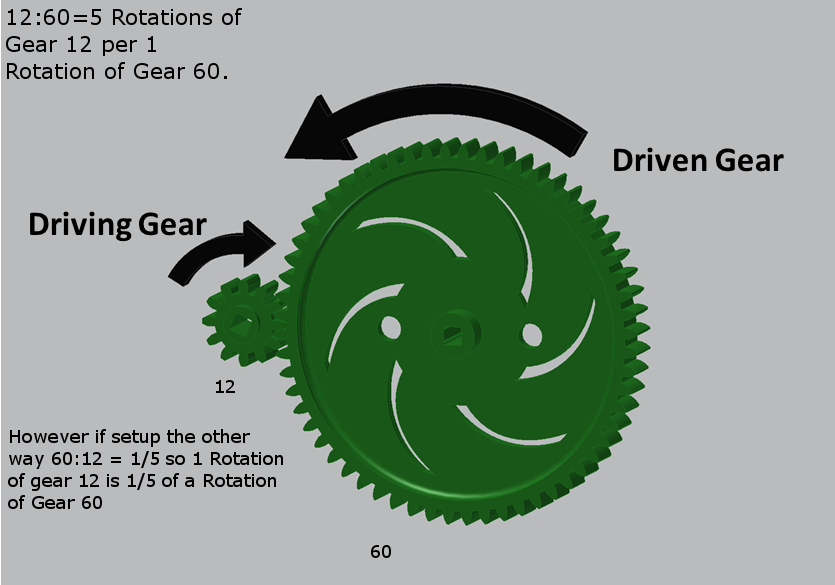 12:60=5 Rotations of
Gear 12 per 1
Rotation of Gear 60.
Driven Gear
Driving Gear
12
However if setup the other
way 60:12 = 1/5 so 1 Rotation
of gear 12 is 1/5 of a Rotation
of Gear 60
60